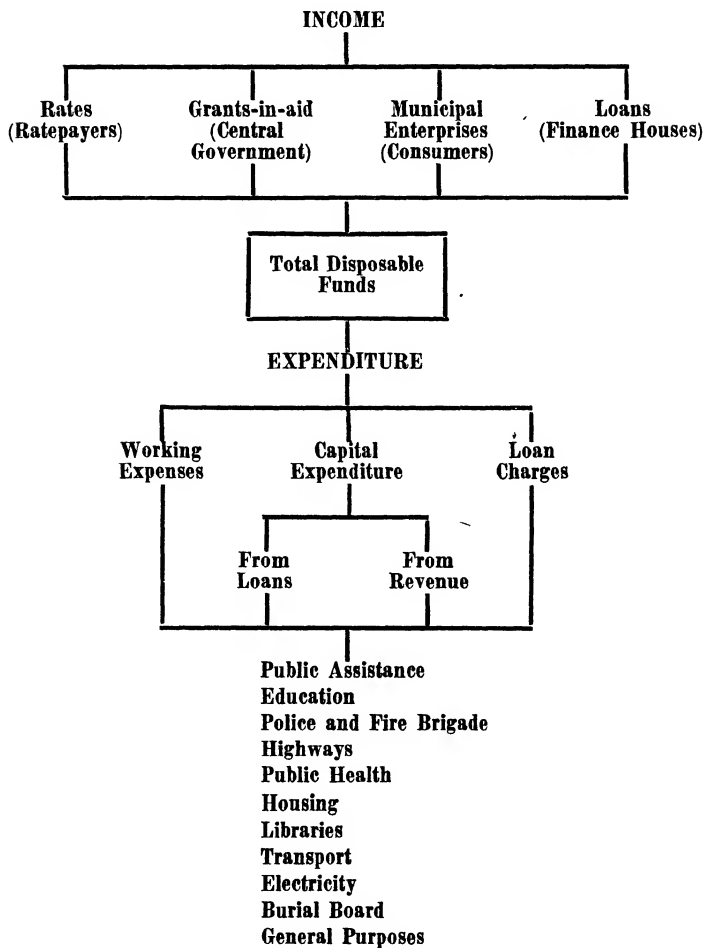 INCOME
Rates
(Ratepayers)
Grants-in-aid
(Central
Government)
Municipal
Enterprises
(Consumers)
Loans
(Finance Houses)
Total Disposable
Funds
EXPENDITURE
Working
Expenses
Capital
Expenditure
Loan
Charges
From
Loans
From
Revenue
Public Assistance
Education
Police and Fire Brigade
Highways
Public Health
Housing
Libraries
Transport
Electricity
Burial Board
General Purposes